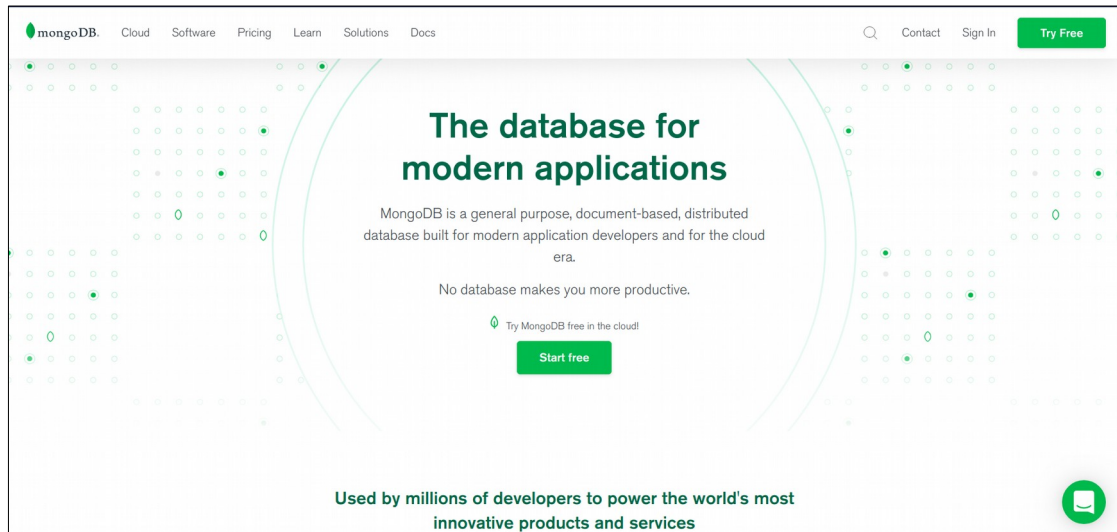 mongoDB.
Cloud
Software
Pricing
Learn
Solutions
Docs
Contact
Sign In
Try Free
The database for
modern applications
MongoDB is a general purpose, document-based, distributed
database built for modern application developers and for the cloud
era.
No database makes you more productive.
Try MongoDB free in the cloud!
Start free
Used by millions of developers to power the world's most
innovative products and services